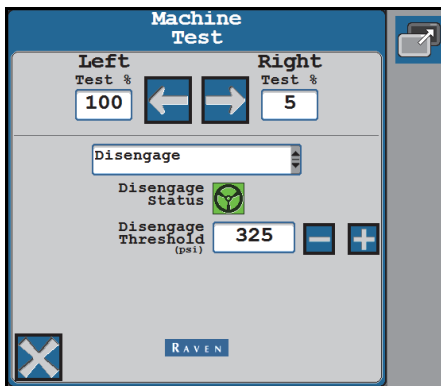 Machine
Test
Left Right
Test % Test %
100 5
Disengage
Disengage
Status
Disengage
Threshold 325
(psi)
RAVEN